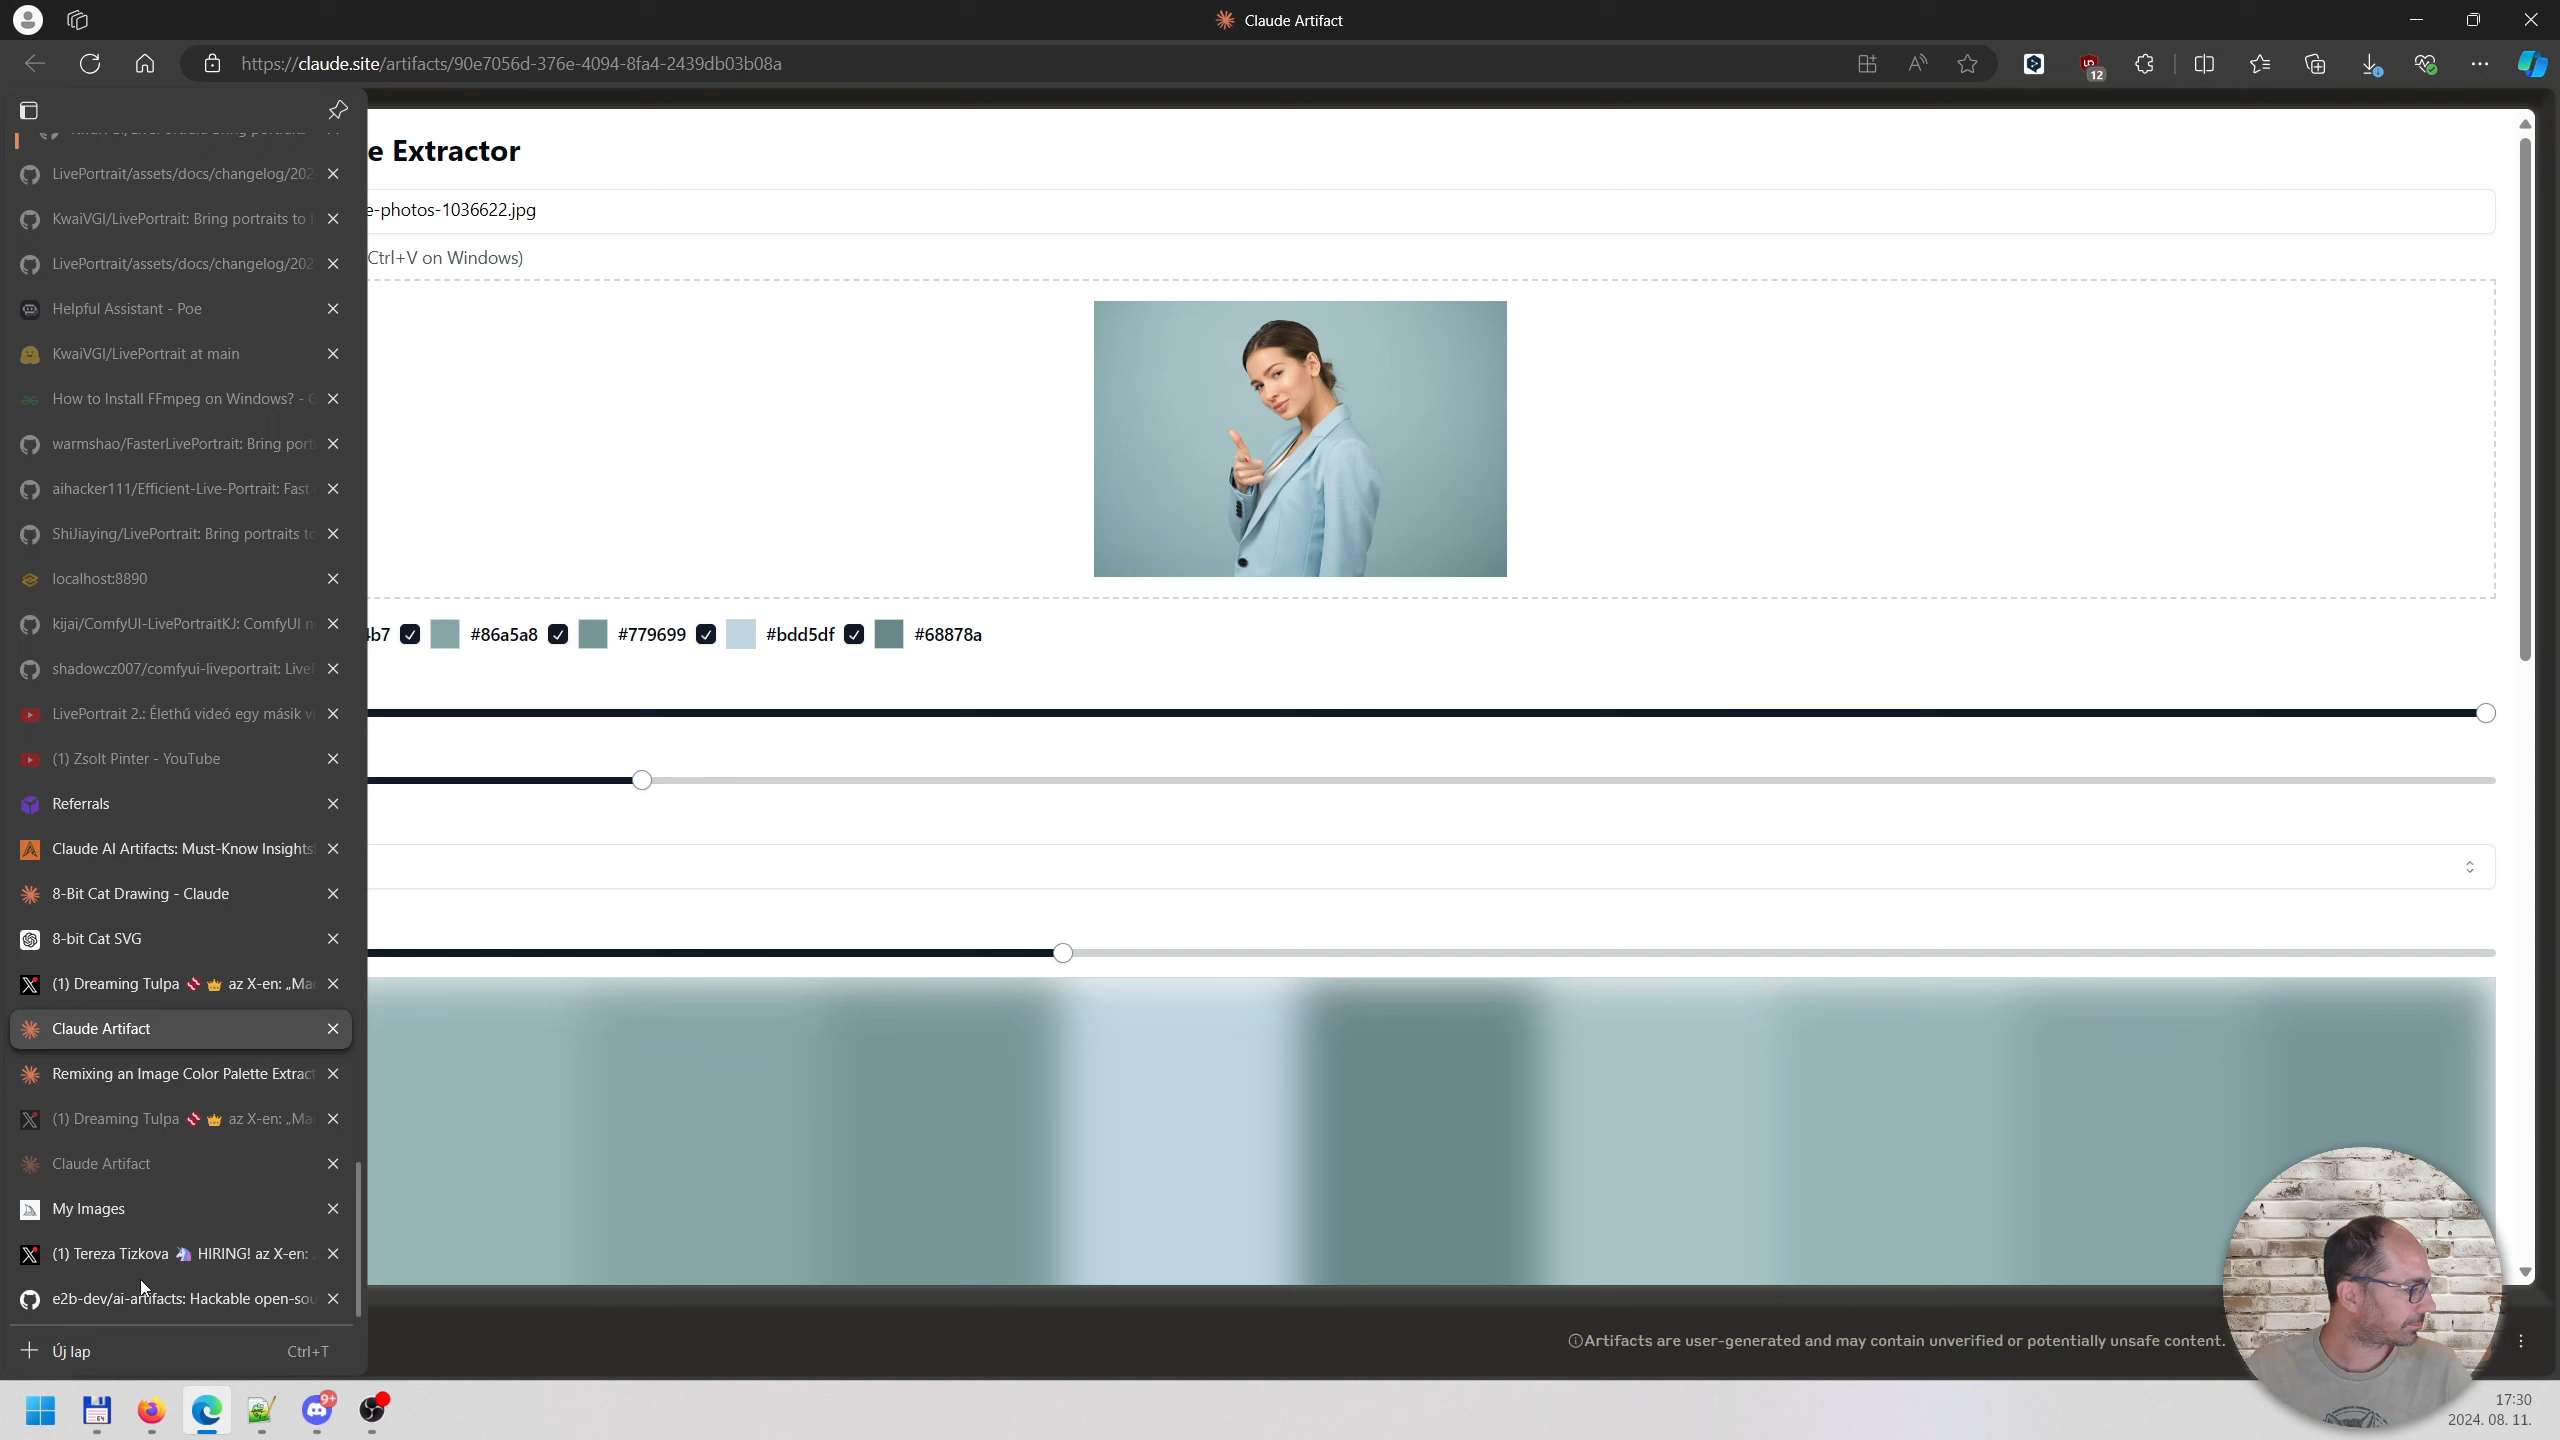 Claude Artifact
https://claude.site/artifacts/90e7056d-376e-4094-8fa4-2439db03b08a
12
LivePortrait/assets/docs/changelog/202
KwaiVGI/LivePortrait: Bring portraits to l
LivePortrait/assets/docs/changelog/202
Helpful Assistant - Poe
KwaiVGI/LivePortrait at main
How to Install FFmpeg on Windows? - G
warmshao/FasterLivePortrait: Bring port
aihacker111/Efficient-Live-Portrait: Fast
ShiJiaying/LivePortrait: Bring portraits to
localhost:8890
kijai/ComfyUI-LivePortraitKJ: ComfyUI n
shadowcz007/comfyui-liveportrait: LiveP
LivePortrait 2.: Élethű videó egy másik vi
(1) Zsolt Pinter - YouTube
Referrals
Claude AI Artifacts: Must-Know Insights
8-Bit Cat Drawing - Claude
8-bit Cat SVG
(1) Dreaming Tulpa 🥓👑 az X-en: „Ma
Claude Artifact
Remixing an Image Color Palette Extract
(1) Dreaming Tulpa 🥓👑 az X-en: „Ma
Claude Artifact
My Images
(1) Tereza Tizkova 🦄 HIRING! az X-en: „
e2b-dev/ai-artifacts: Hackable open-sou
Új lap Ctrl+T
e Extractor
e-photos-1036622.jpg
Ctrl+V on Windows)
4b7 #86a5a8 #779699 #bdd5df #68878a
Artifacts are user-generated and may contain unverified or potentially unsafe content.
9+
17:30
2024. 08. 11.